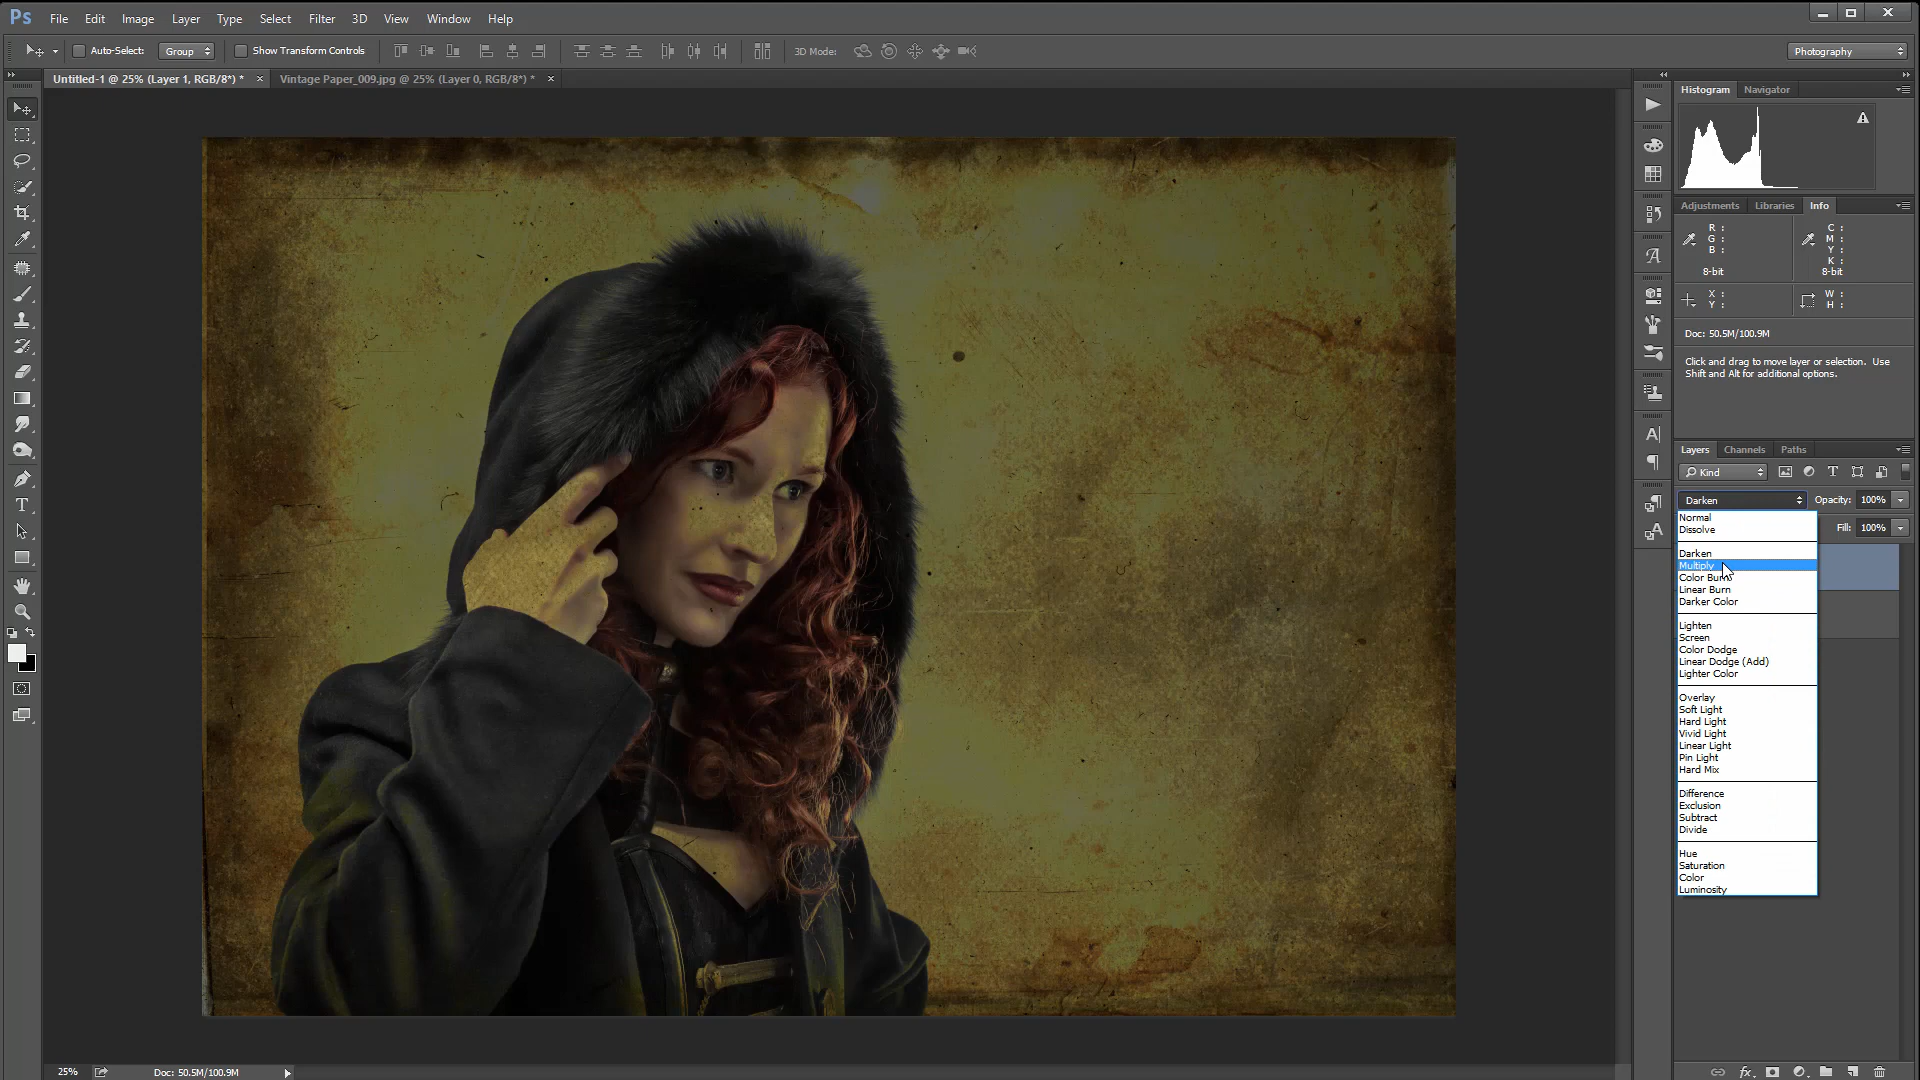 Ps File Edit Image Layer Type Select Filter 3D View Window Help
Auto-Select: Group Show Transform Controls 3D Mode: Photography
Untitled-1 @ 25% (Layer 1, RGB/8*) * × Vintage Paper_009.jpg @ 25% (Layer 0, RGB/8*) * ×
Histogram Navigator
Adjustments Libraries Info
R : C :
G : M :
B : Y :
K :
8-bit 8-bit
X : W :
Y : H :
Doc: 50.5M/100.9M
Click and drag to move layer or selection. Use
Shift and Alt for additional options.
Layers Channels Paths
Kind
Darken Opacity: 100%
Fill: 100%
Normal
Dissolve
Darken
Multiply
Color Burn
Linear Burn
Darker Color
Lighten
Screen
Color Dodge
Linear Dodge (Add)
Lighter Color
Overlay
Soft Light
Hard Light
Vivid Light
Linear Light
Pin Light
Hard Mix
Difference
Exclusion
Subtract
Divide
Hue
Saturation
Color
Luminosity
25% Doc: 50.5M/100.9M